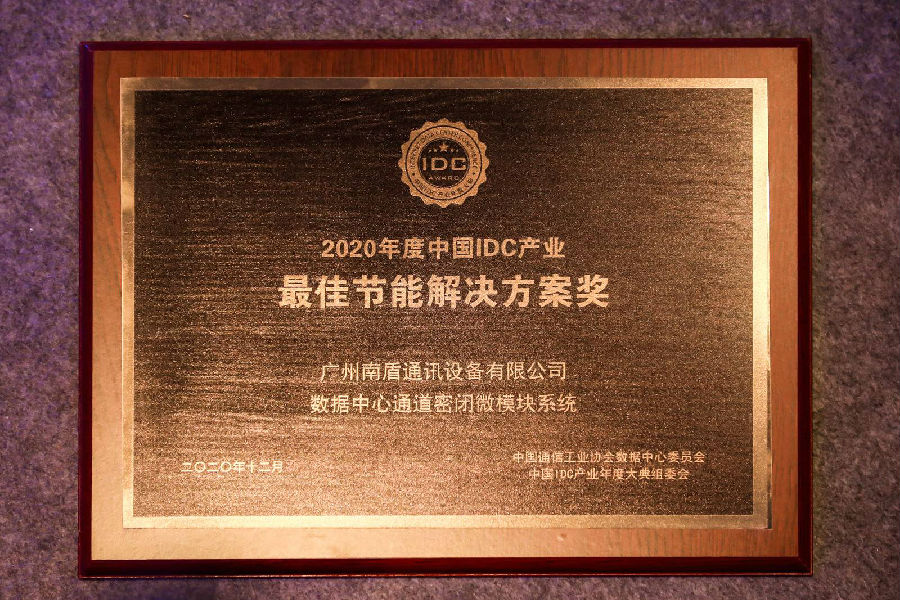 IDC
AWARD
2020年度中国IDC产业
最佳节能解决方案奖
广州南盾通讯设备有限公司
数据中心通道密闭微模块系统
二〇二〇年十二月
中国通信工业协会数据中心委员会
中国IDC产业年度大典组委会